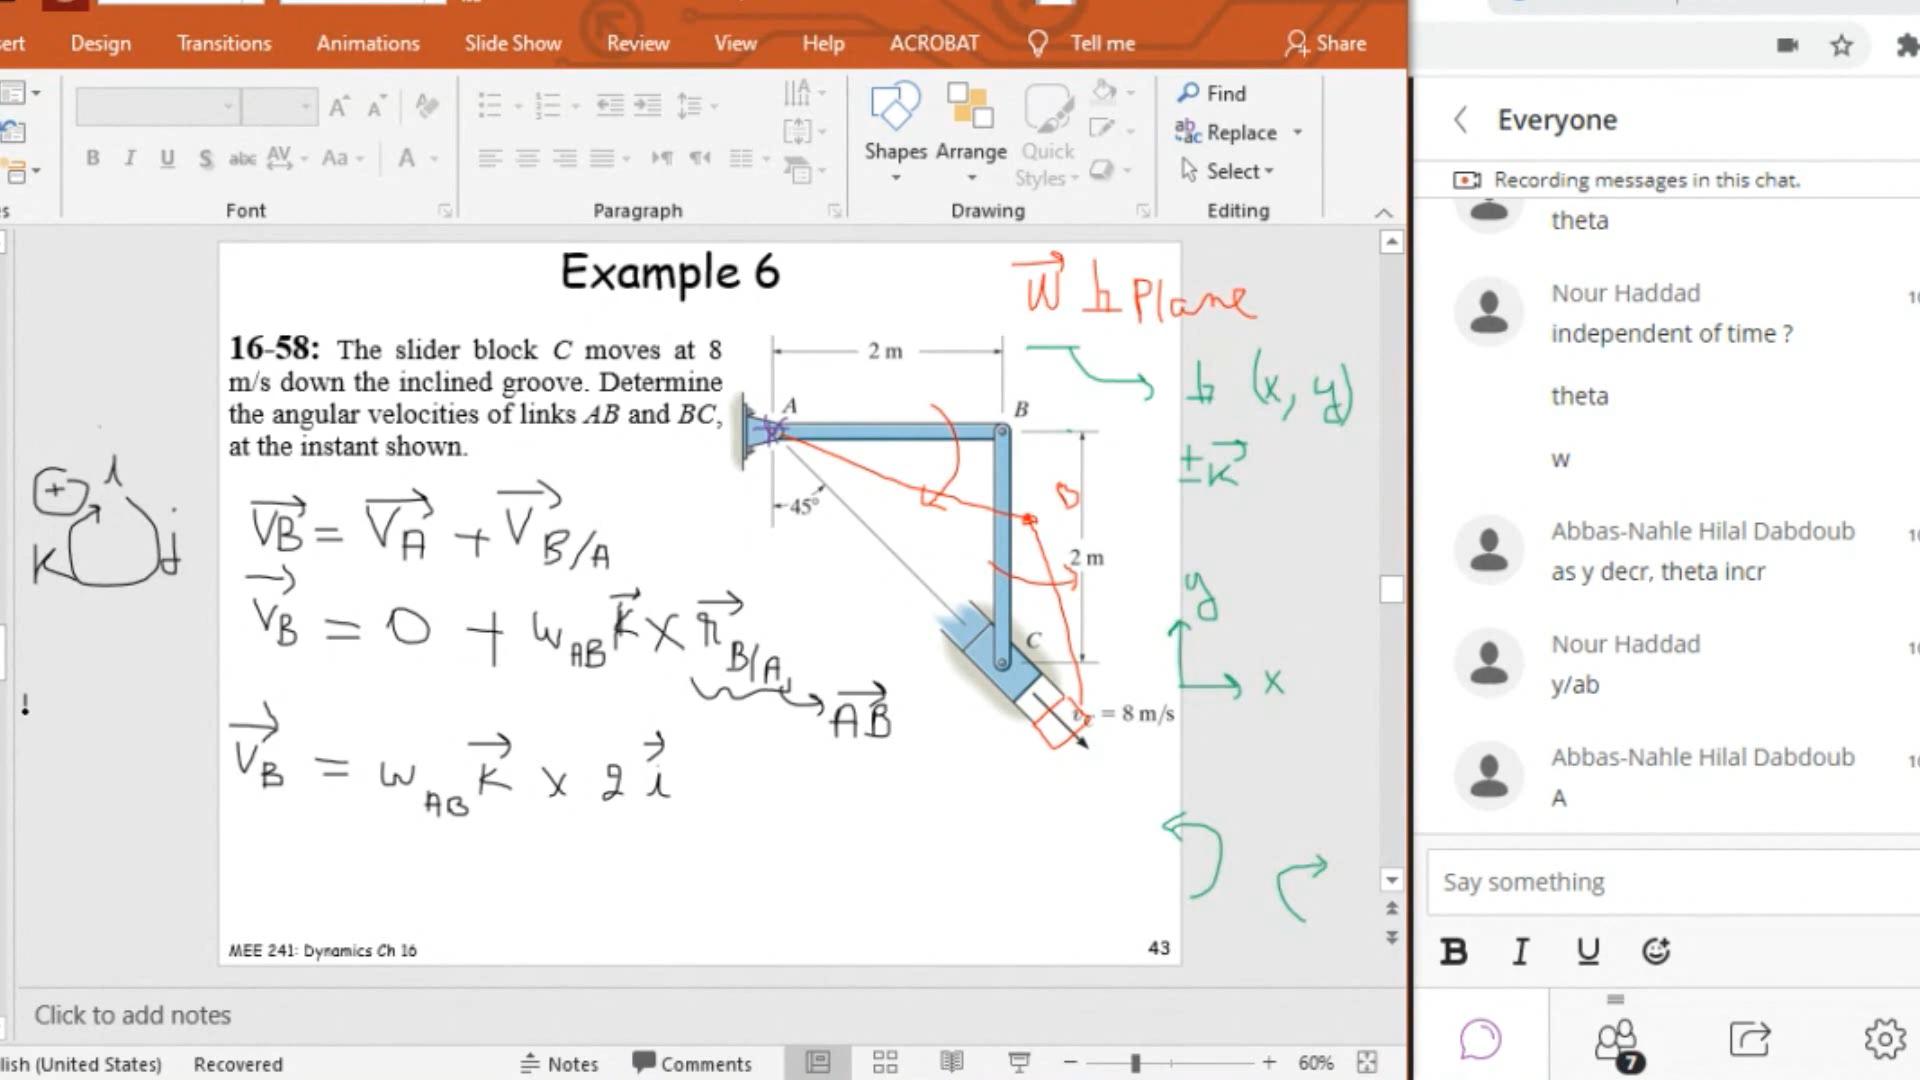 ert Design Transitions Animations Slide Show Review View Help ACROBAT Tell me Share
Find
Replace
Select
B I U S abc AV Aa A
Shapes Arrange Quick Styles
s Font Paragraph Drawing Editing
Example 6
W ⊥ Plane
16-58: The slider block C moves at 8
m/s down the inclined groove. Determine
the angular velocities of links AB and BC,
at the instant shown.
2 m
A
B
45°
B
2 m
C
= 8 m/s
⊥ (x, y)
±K
y
x
+
i
K j
!
VB = VA + VB/A
VB = 0 + wAB K x rB/A
AB
VB = wAB K x 2 i
MEE 241: Dynamics Ch 16
43
Click to add notes
lish (United States) Recovered Notes Comments 60%
Everyone
Recording messages in this chat.
theta
Nour Haddad
independent of time ?
theta
w
Abbas-Nahle Hilal Dabdoub
as y decr, theta incr
Nour Haddad
y/ab
Abbas-Nahle Hilal Dabdoub
A
Say something
B I U
7